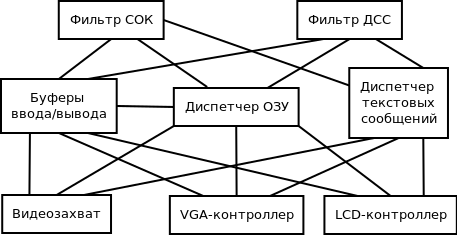 Фильтр СОК
Фильтр ДСС
Буферы
ввода/вывода
Диспетчер ОЗУ
Диспетчер
текстовых
сообщений
Видеозахват
VGA-контроллер
LCD-контроллер